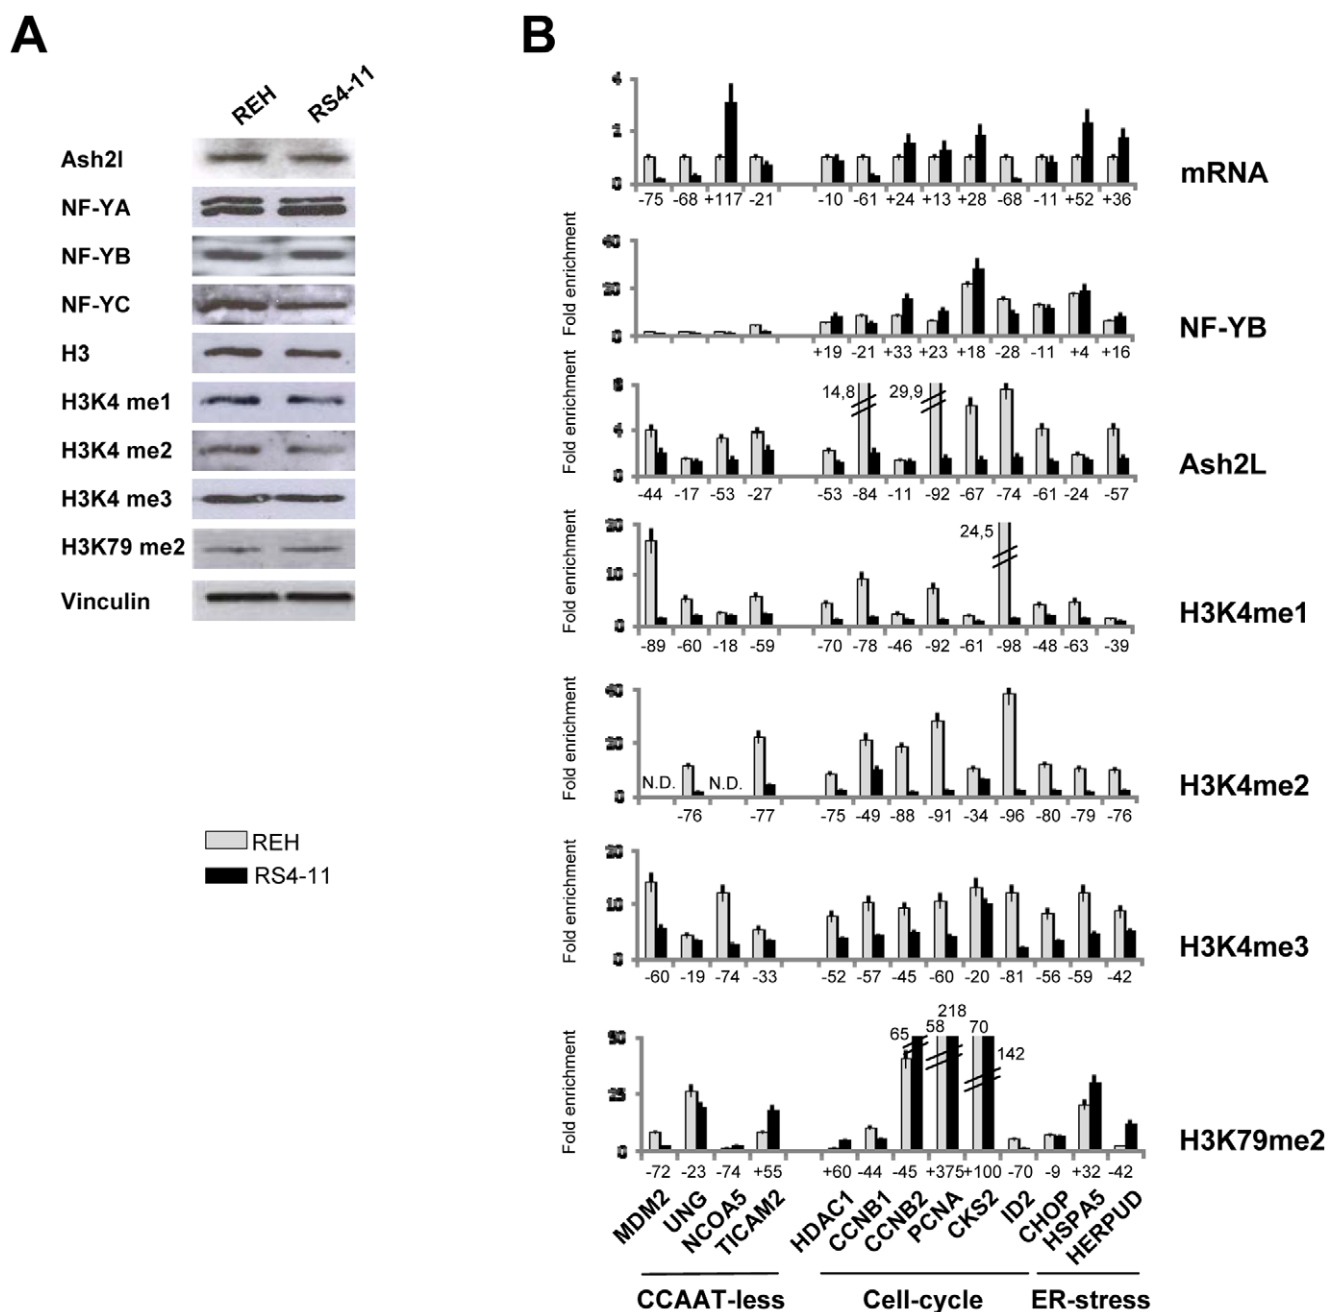 A
REH RS4-11
Ash2l
NF-YA
NF-YB
NF-YC
H3
H3K4 me1
H3K4 me2
H3K4 me3
H3K79 me2
Vinculin
REH
RS4-11
B
mRNA
-75 -68 +117 -21 -10 -61 +24 +13 +28 -68 -11 +52 +36
Fold enrichment
NF-YB
+19 -21 +33 +23 +18 -28 -11 +4 +16
Fold enrichment
14,8 29,9
Ash2L
-44 -17 -53 -27 -53 -84 -11 -92 -67 -74 -61 -24 -57
Fold enrichment
24,5
H3K4me1
-89 -60 -18 -59 -70 -78 -46 -92 -61 -98 -48 -63 -39
Fold enrichment
N.D. N.D.
H3K4me2
-76 -77 -75 -49 -88 -91 -34 -96 -80 -79 -76
Fold enrichment
H3K4me3
-60 -19 -74 -33 -52 -57 -45 -60 -20 -81 -56 -59 -42
Fold enrichment
65 58 218 70 142
H3K79me2
-72 -23 -74 +55 +60 -44 -45 +375 +100 -70 -9 +32 -42
MDM2 UNG NCOA5 TICAM2 HDAC1 CCNB1 CCNB2 PCNA CKS2 ID2 CHOP HSPA5 HERPUD
CCAAT-less Cell-cycle ER-stress